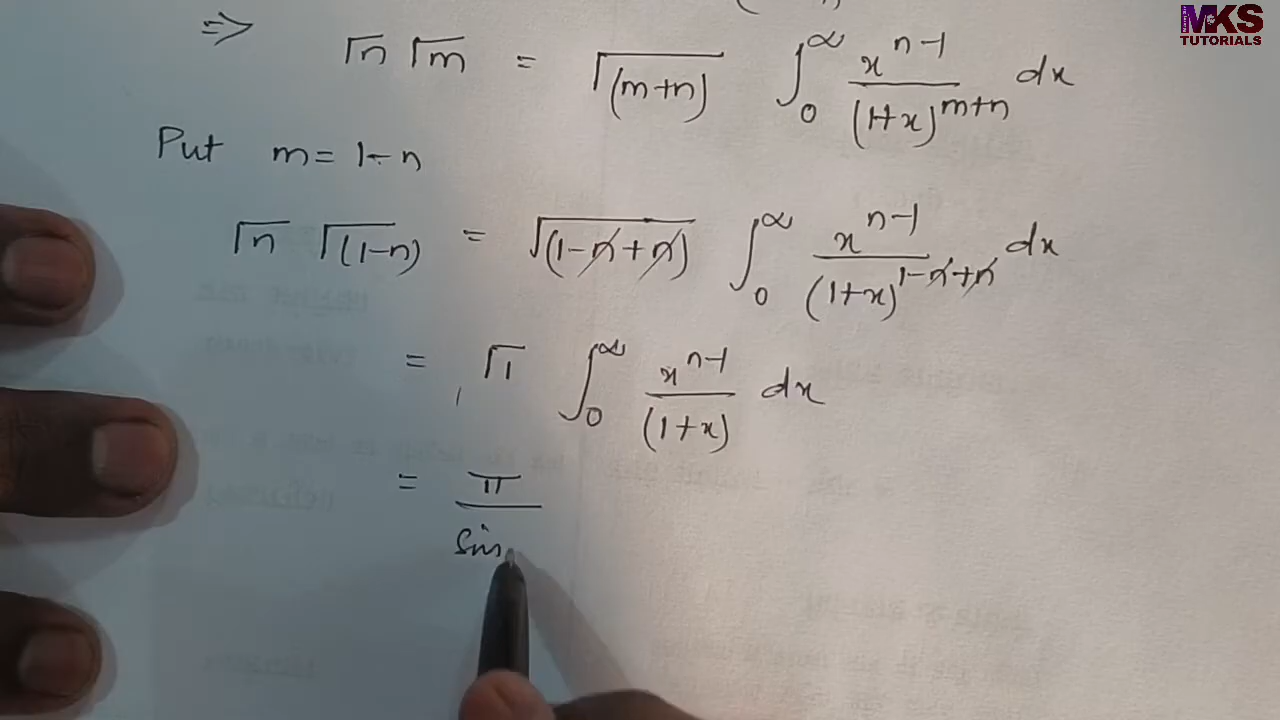 MKS
TUTORIALS
⇒ Γn Γm = Γ(m+n) ∫₀^∞ x^(n-1)/(1+x)^(m+n) dx
Put m = 1-n
Γn Γ(1-n) = Γ(1-n+n) ∫₀^∞ x^(n-1)/(1+x)^(1-n+n) dx
= Γ1 ∫₀^∞ x^(n-1)/(1+x) dx
= π/sin